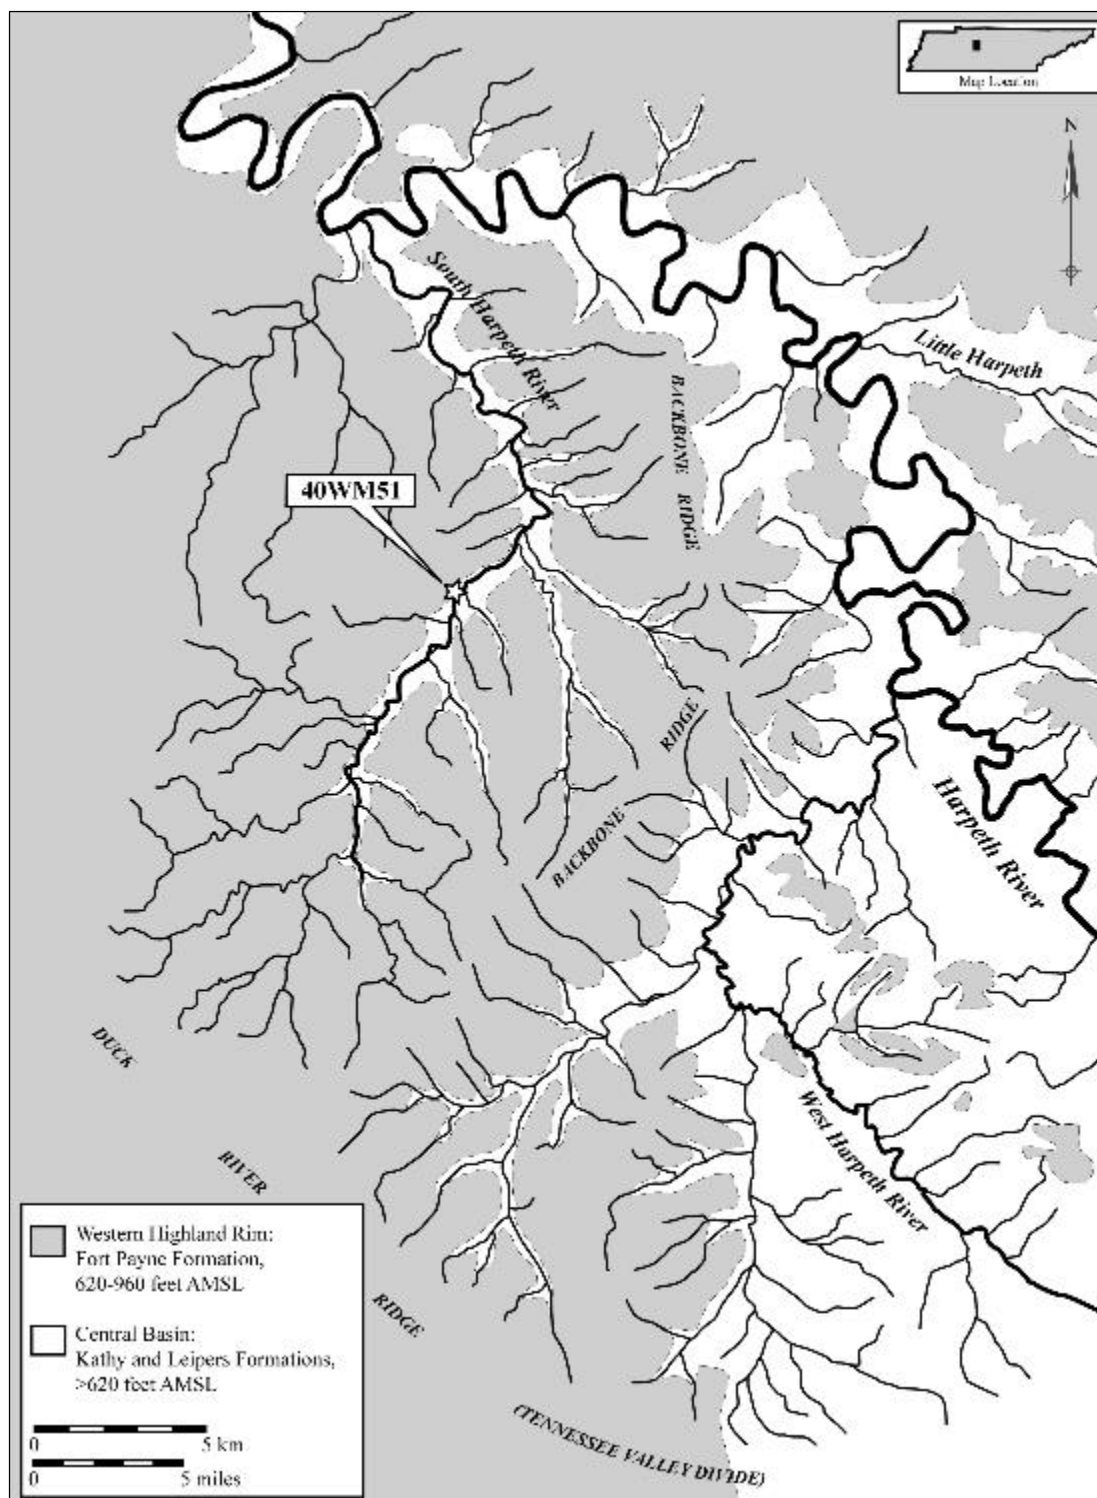 Map Location
N
South Harpeth River
Little Harpeth
BACKBONE RIDGE
40WM51
BACKBONE RIDGE
Harpeth River
DUCK RIVER RIDGE
West Harpeth River
(TENNESSEE VALLEY DIVIDE)
Western Highland Rim:
Fort Payne Formation,
620-960 feet AMSL
Central Basin:
Kathy and Leipers Formations,
>620 feet AMSL
0 5 km
0 5 miles